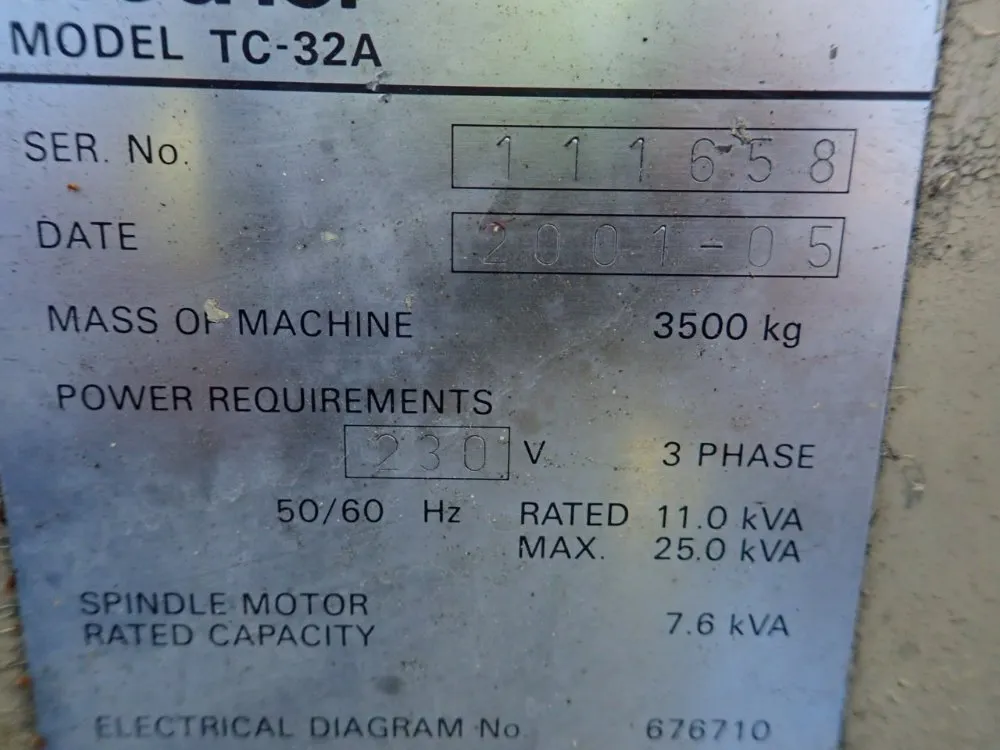 MODEL TC-32A
SER. No. 111658
DATE 2001-05
MASS OF MACHINE 3500 kg
POWER REQUIREMENTS
230 V 3 PHASE
50/60 Hz RATED 11.0 kVA
MAX. 25.0 kVA
SPINDLE MOTOR
RATED CAPACITY 7.6 kVA
ELECTRICAL DIAGRAM No. 676710